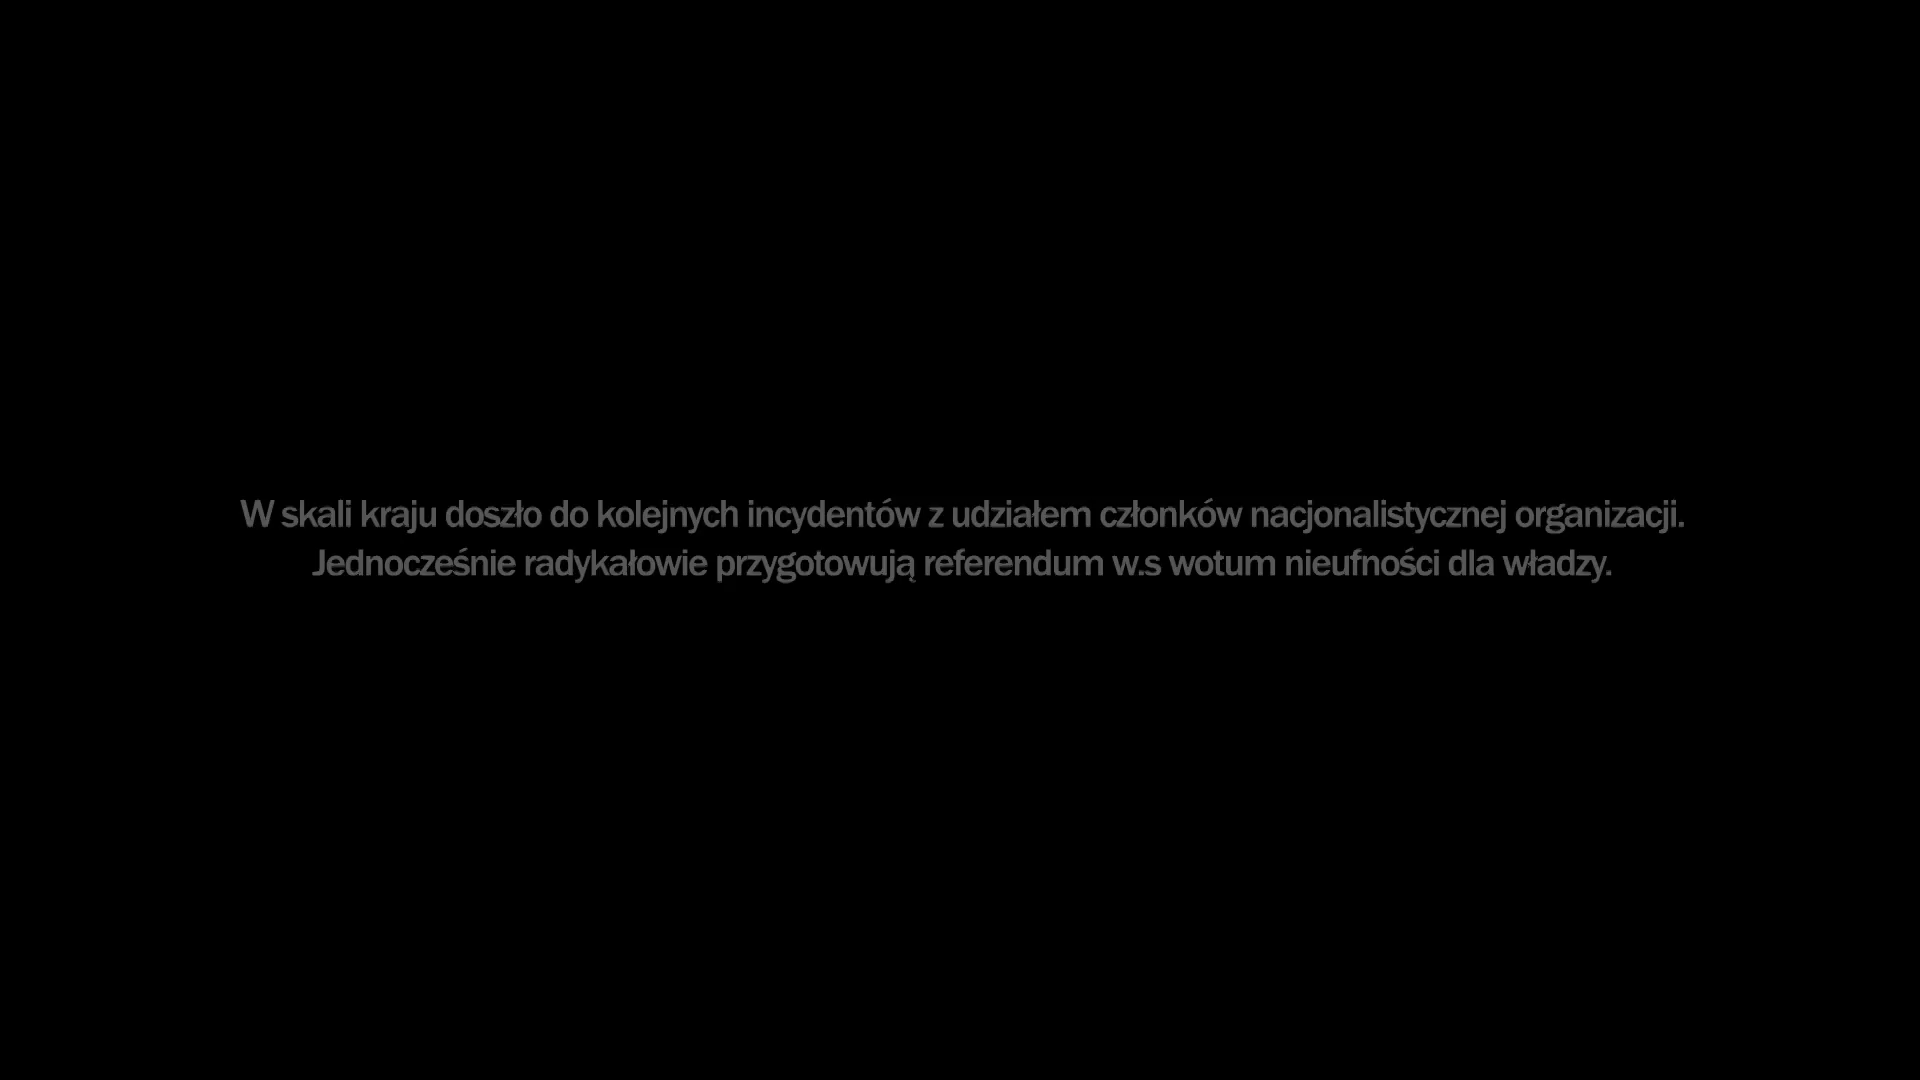 W skali kraju doszło do kolejnych incydentów z udziałem członków nacjonalistycznej organizacji.
Jednocześnie radykałowie przygotowują referendum w.s wotum nieufności dla władzy.